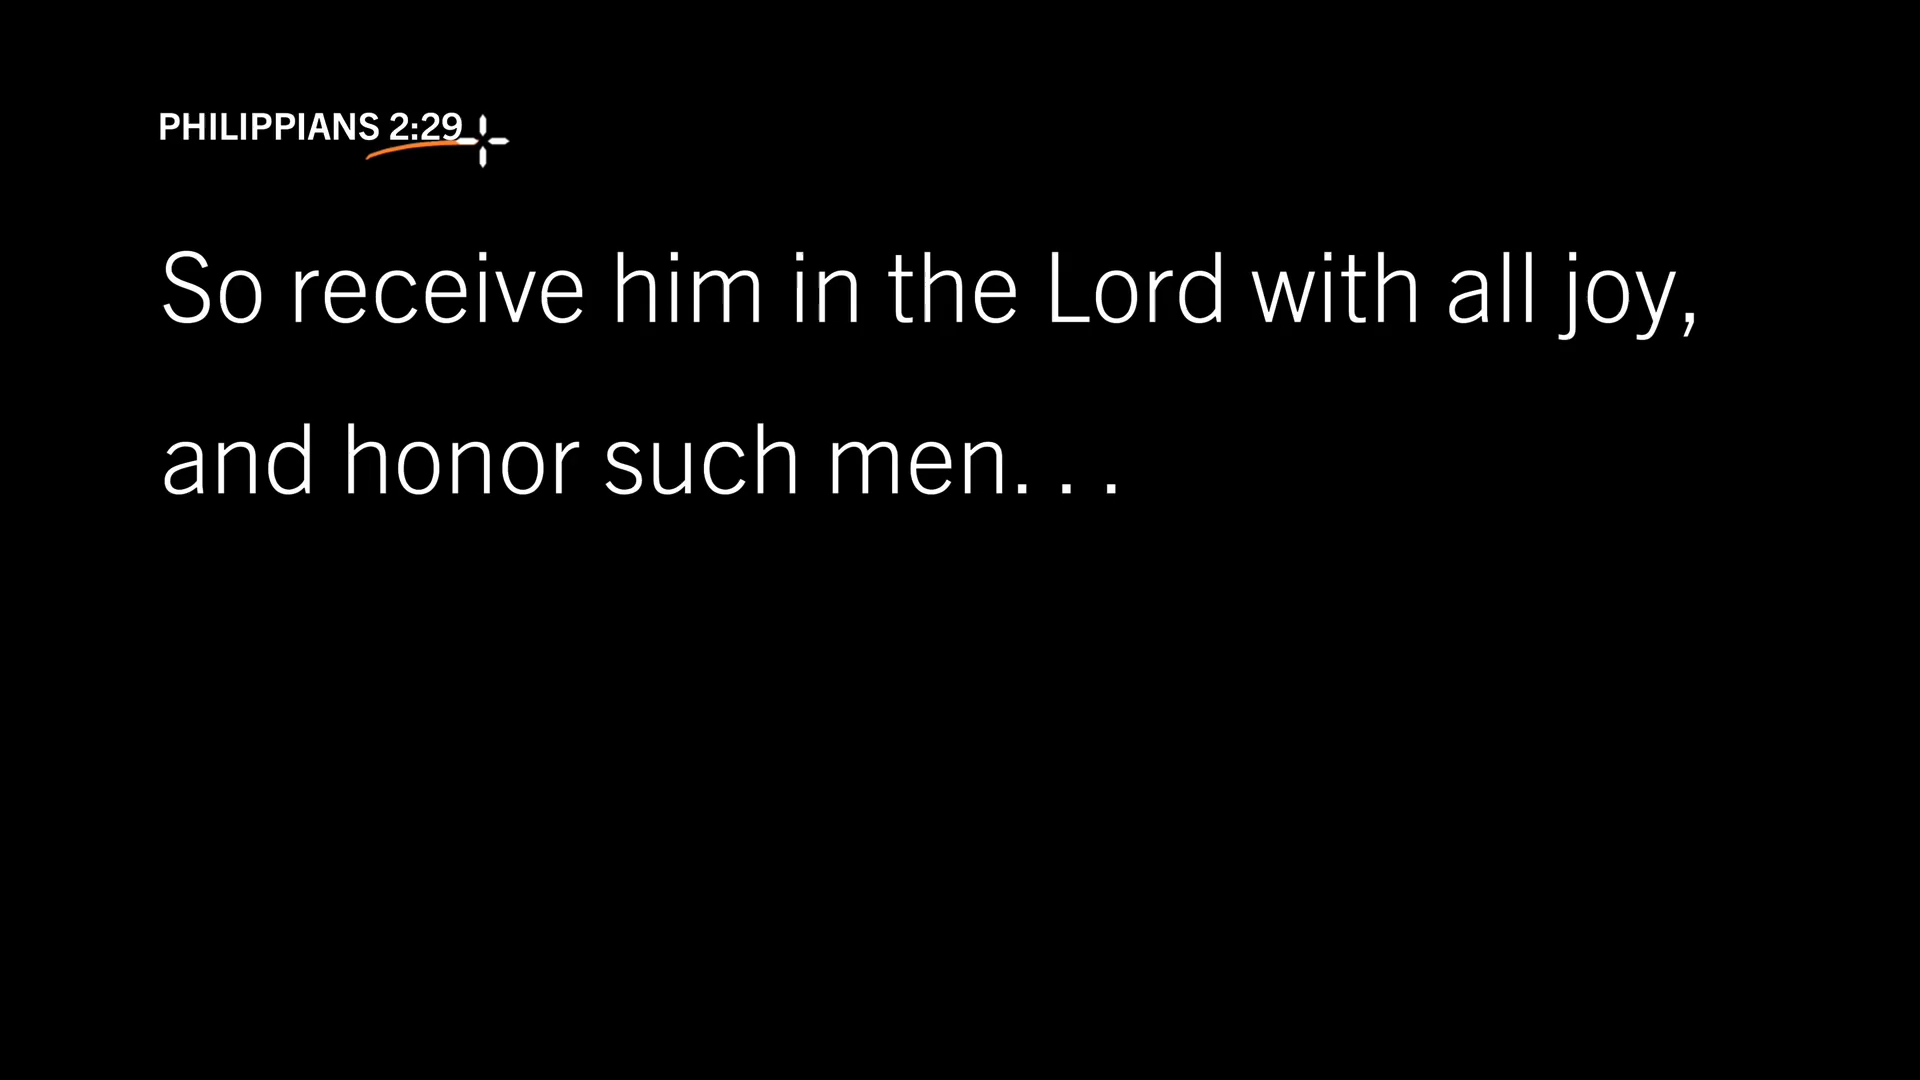 PHILIPPIANS 2:29
So receive him in the Lord with all joy,
and honor such men. . .